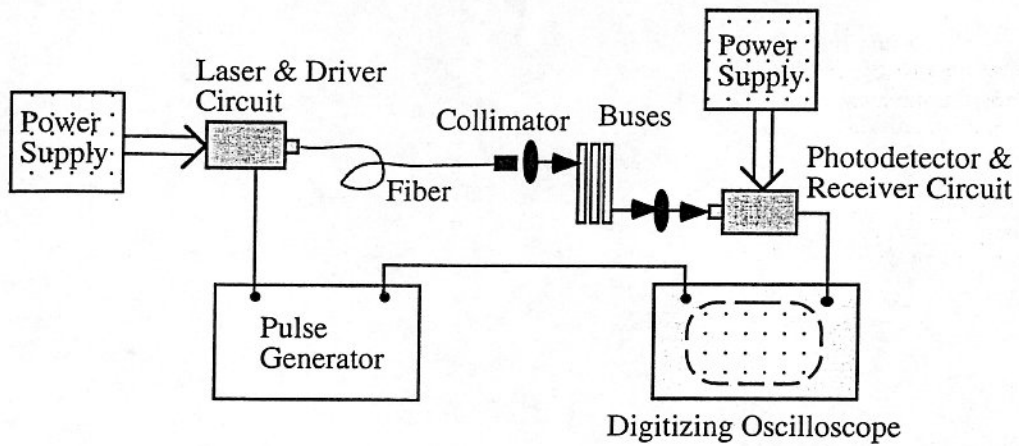 Power
Supply
Laser & Driver
Circuit
Power
Supply
Collimator
Buses
Fiber
Photodetector &
Receiver Circuit
Pulse
Generator
Digitizing Oscilloscope